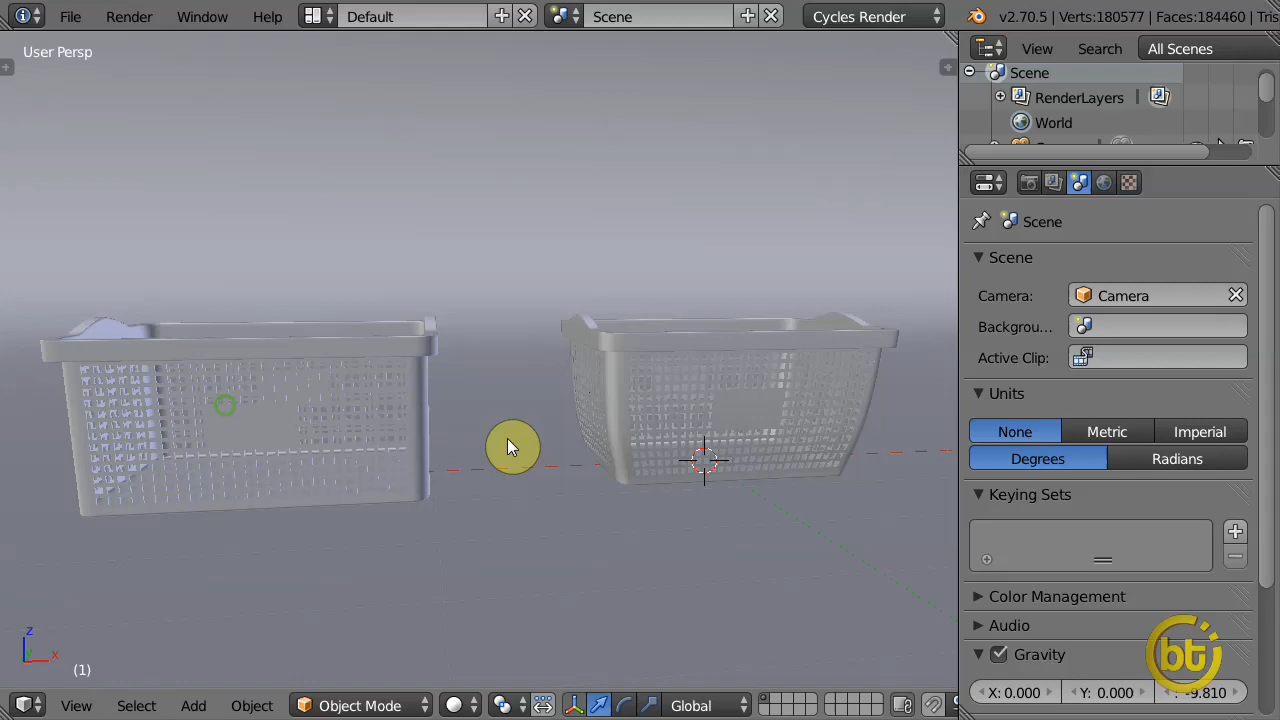 File Render Window Help Default Scene Cycles Render v2.70.5 | Verts:180577 | Faces:184460 | Tris
User Persp
View Search All Scenes
Scene
RenderLayers
World
Scene
Scene
Camera: Camera
Backgrou...
Active Clip:
Units
None Metric Imperial
Degrees Radians
Keying Sets
Color Management
Audio
Gravity
X: 0.000 Y: 0.000 -9.810
bt
z
y x
(1)
View Select Add Object Object Mode Global